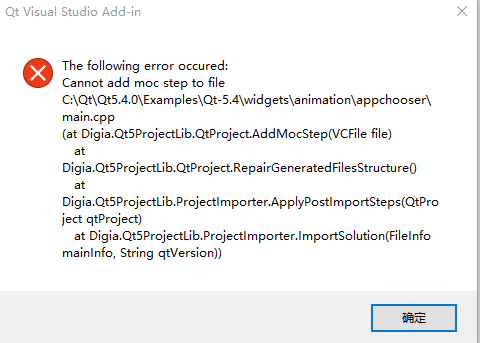 Qt Visual Studio Add-in
The following error occured:
Cannot add moc step to file
C:\Qt\Qt5.4.0\Examples\Qt-5.4\widgets\animation\appchooser\
main.cpp
(at Digia.Qt5ProjectLib.QtProject.AddMocStep(VCFile file)
at
Digia.Qt5ProjectLib.QtProject.RepairGeneratedFilesStructure()
at
Digia.Qt5ProjectLib.ProjectImporter.ApplyPostImportSteps(QtPro
ject qtProject)
at Digia.Qt5ProjectLib.ProjectImporter.ImportSolution(FileInfo
mainInfo, String qtVersion))
确定